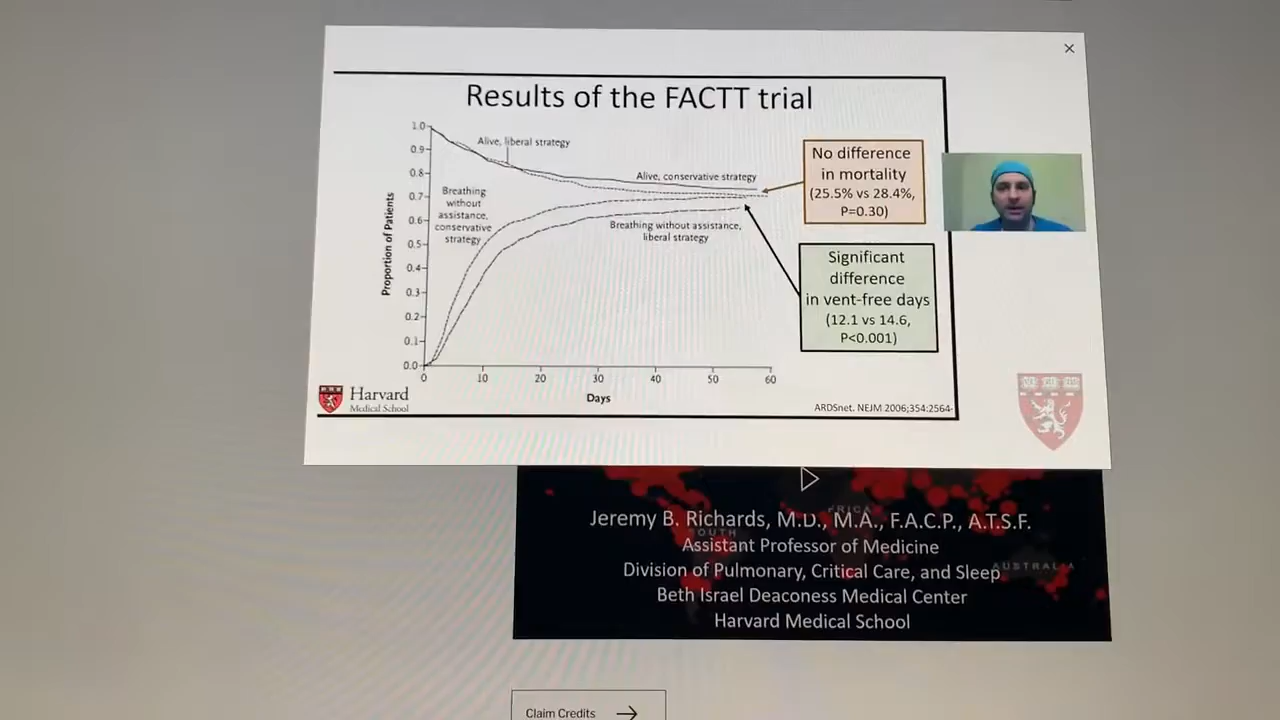 Results of the FACTT trial
1.0
0.9
0.8
0.7
0.6
0.5
0.4
0.3
0.2
0.1
0.0
Proportion of Patients
Alive, liberal strategy
Alive, conservative strategy
Breathing
without
assistance,
conservative
strategy
Breathing without assistance,
liberal strategy
0 10 20 30 40 50 60
Days
No difference
in mortality
(25.5% vs 28.4%,
P=0.30)
Significant
difference
in vent-free days
(12.1 vs 14.6,
P<0.001)
Harvard
Medical School
ARDSnet. NEJM 2006;354:2564-
Jeremy B. Richards, M.D., M.A., F.A.C.P., A.T.S.F.
Assistant Professor of Medicine
Division of Pulmonary, Critical Care, and Sleep
Beth Israel Deaconess Medical Center
Harvard Medical School
SOUTH
AUSTRALIA
Claim Credits